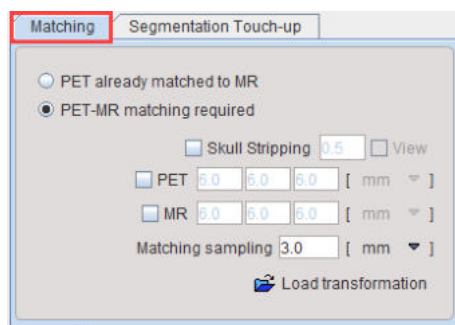 Matching Segmentation Touch-up
PET already matched to MR
PET-MR matching required
Skull Stripping 0.5 View
PET 6.0 6.0 6.0 [ mm ]
MR 6.0 6.0 6.0 [ mm ]
Matching sampling 3.0 [ mm ]
Load transformation